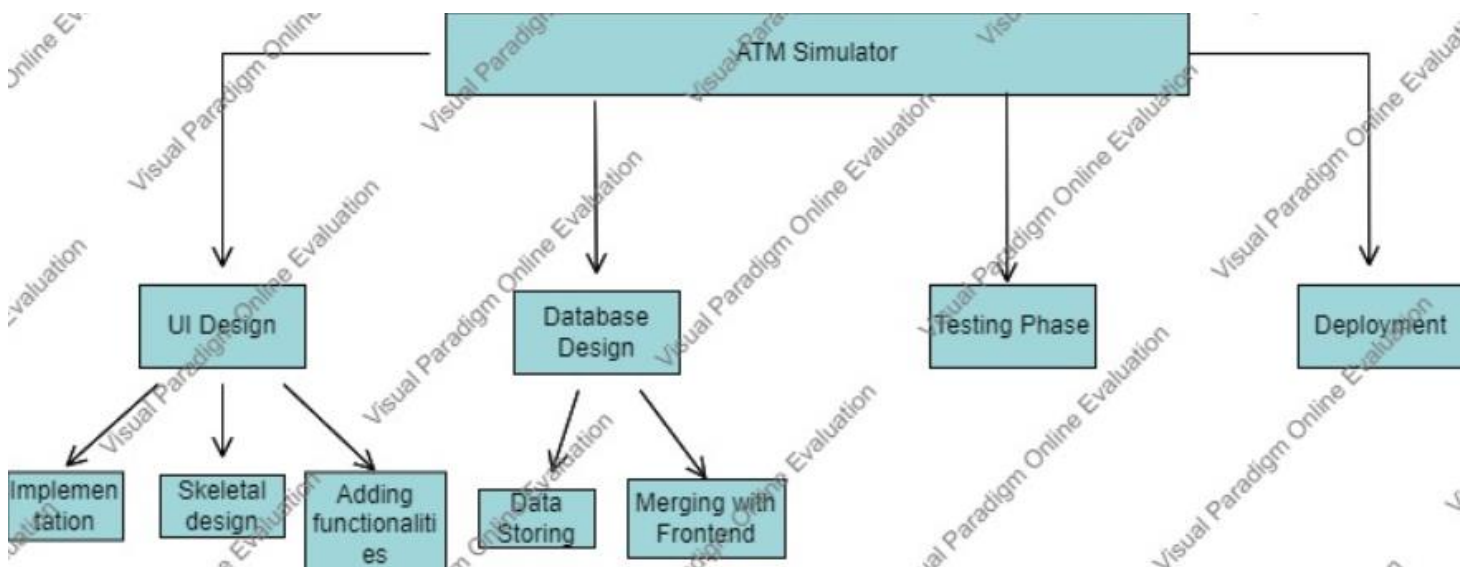 ATM Simulator
UI Design
Database
Design
Testing Phase
Deployment
Implemen
tation
Skeletal
design
Adding
functionaliti
es
Data
Storing
Merging with
Frontend
Visual Paradigm Online Evaluation